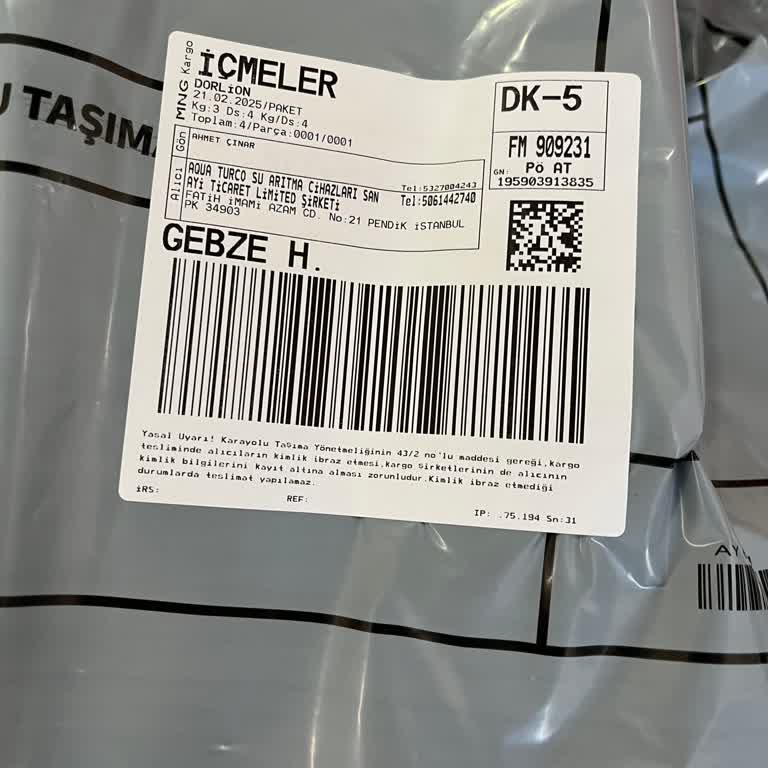 U TAŞIMA
MNG Kargo
İÇMELER
DORLİON
21.02.2025/PAKET
Kg:3 Ds:4 Kg/Ds:4
Toplam:4/Parça:0001/0001
DK-5
FM 909231
PÖ AT
GN:
195903913835
Gön
AHMET ÇINAR
Tel:5327004243
Alıcı
AQUA TURCO SU ARITMA CİHAZLARI SAN
Tel:5061442740
AYİ TİCARET LİMİTED ŞİRKETİ
FATİH İMAMİ AZAM CD. No:21 PENDİK İSTANBUL
PK 34903
GEBZE H.
Yasal Uyarı! Karayolu Taşıma Yönetmeliğinin 43/2 no'lu maddesi gereği,kargo
tesliminde alıcıların kimlik ibraz etmesi,kargo şirketlerinin de alıcının
kimlik bilgilerini kayıt altına alması zorunludur.Kimlik ibraz etmediği
durumlarda teslimat yapılamaz.
İRS:
REF:
IP: .75.194 Sn:31